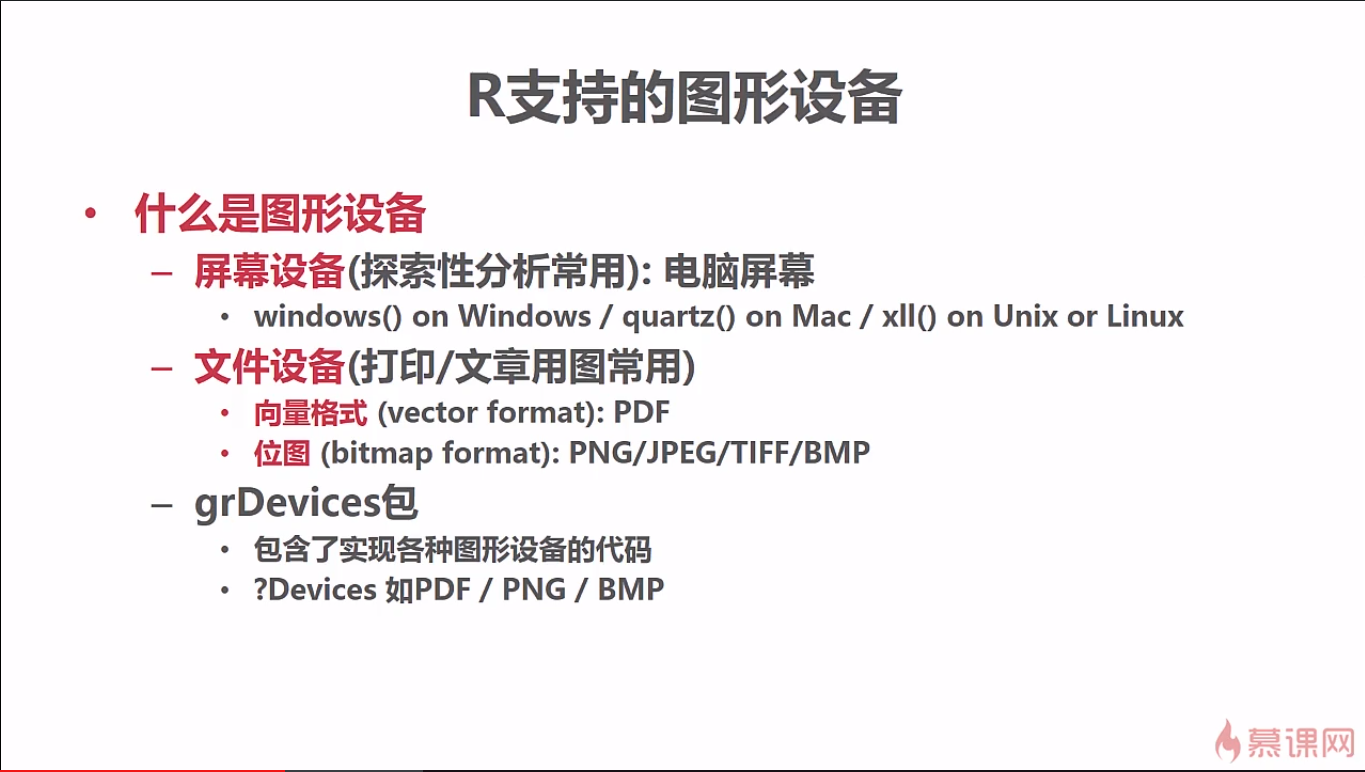 R支持的图形设备
• 什么是图形设备
– 屏幕设备(探索性分析常用): 电脑屏幕
• windows() on Windows / quartz() on Mac / xll() on Unix or Linux
– 文件设备(打印/文章用图常用)
• 向量格式 (vector format): PDF
• 位图 (bitmap format): PNG/JPEG/TIFF/BMP
– grDevices包
• 包含了实现各种图形设备的代码
• ?Devices 如PDF / PNG / BMP
慕课网